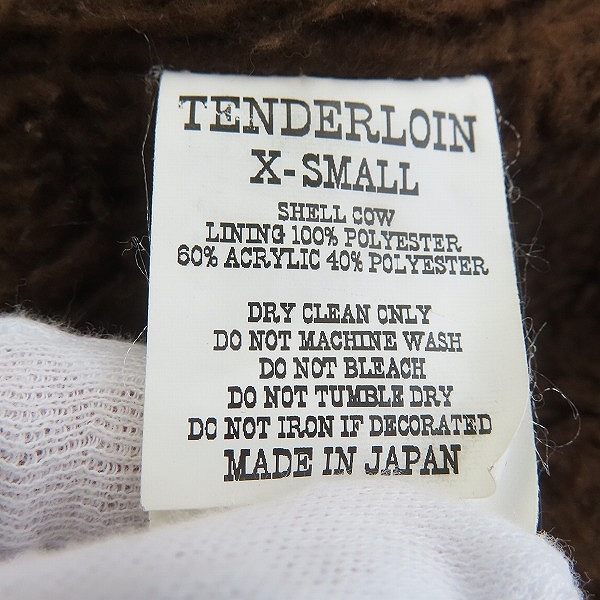 TENDERLOIN
X-SMALL
SHELL COW
LINING 100% POLYESTER
60% ACRYLIC 40% POLYESTER
DRY CLEAN ONLY
DO NOT MACHINE WASH
DO NOT BLEACH
DO NOT TUMBLE DRY
DO NOT IRON IF DECORATED
MADE IN JAPAN